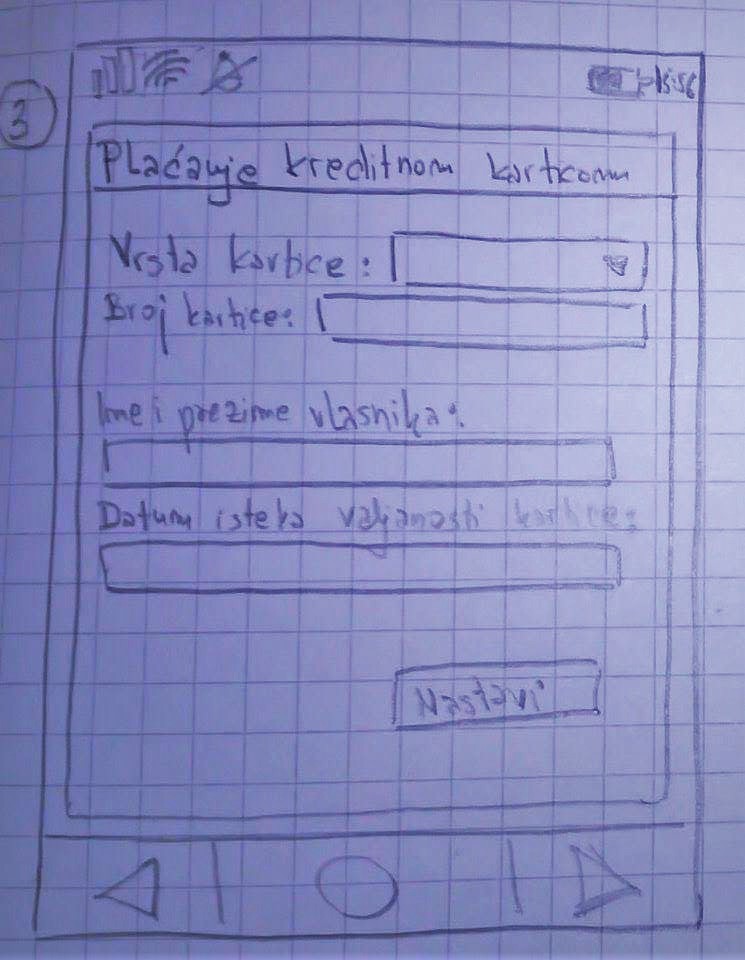 15:56
3
Plaćanje kreditnom karticom
Vrsta kartice:
Broj kartice:
Ime i prezime vlasnika:
Datum isteka valjanosti kartice:
Nastavi